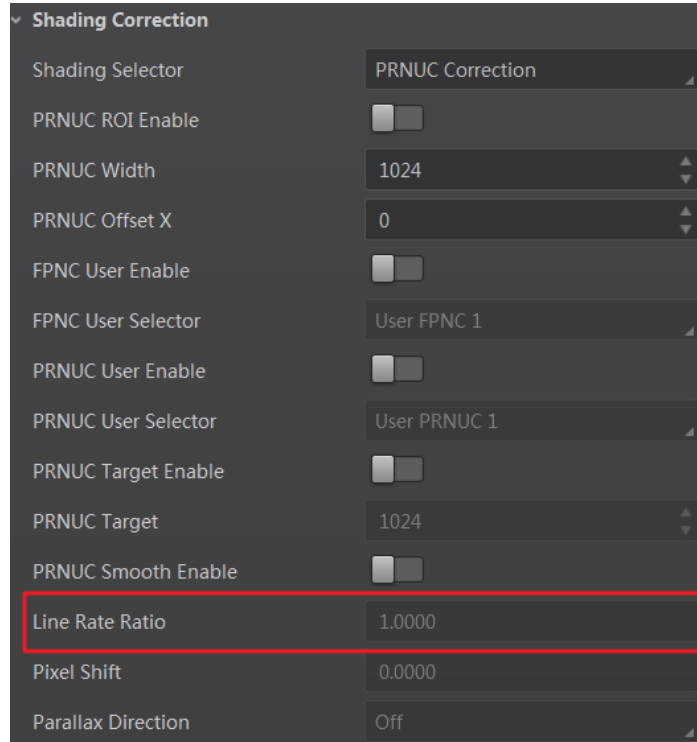 Shading Correction
Shading Selector PRNUC Correction
PRNUC ROI Enable
PRNUC Width 1024
PRNUC Offset X 0
FPNC User Enable
FPNC User Selector User FPNC 1
PRNUC User Enable
PRNUC User Selector User PRNUC 1
PRNUC Target Enable
PRNUC Target 1024
PRNUC Smooth Enable
Line Rate Ratio 1.0000
Pixel Shift 0.0000
Parallax Direction Off